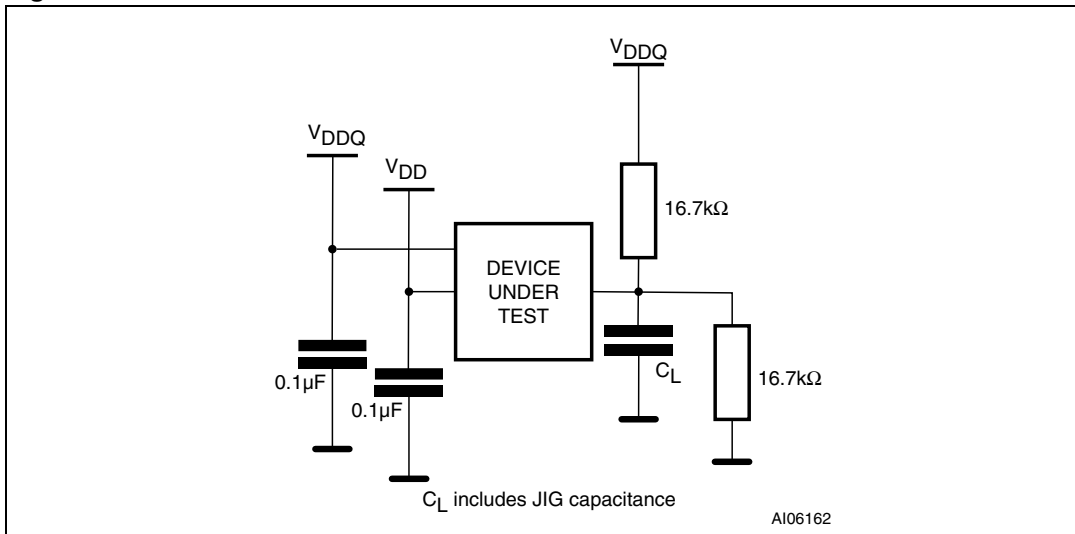 VDDQ
VDDQ
VDD
16.7kΩ
DEVICE
UNDER
TEST
0.1µF
0.1µF
CL
16.7kΩ
CL includes JIG capacitance
AI06162